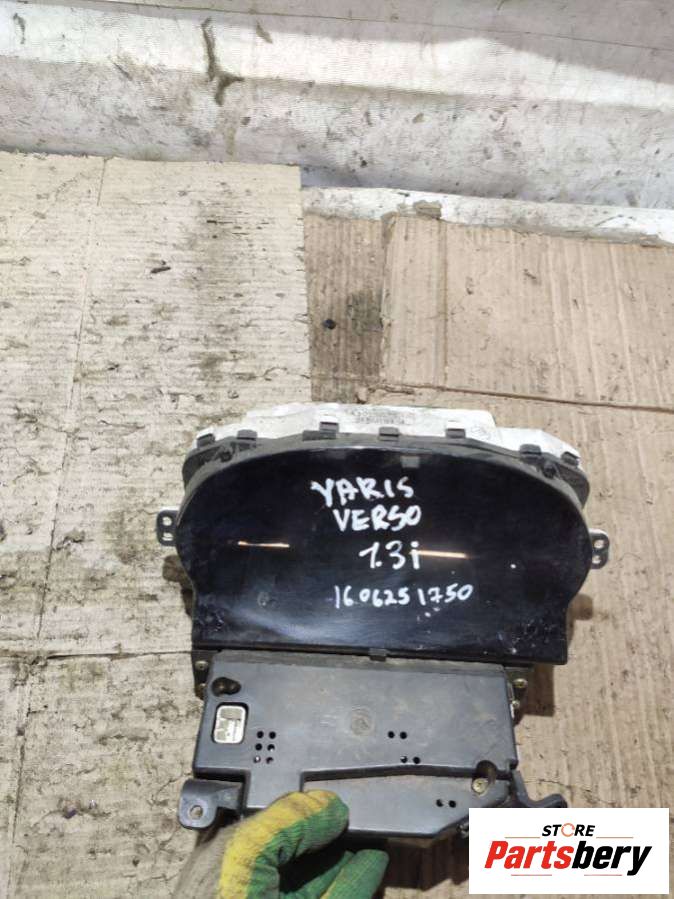 YARIS
VERSO
1.3i
1606251750
STORE
Partsbery